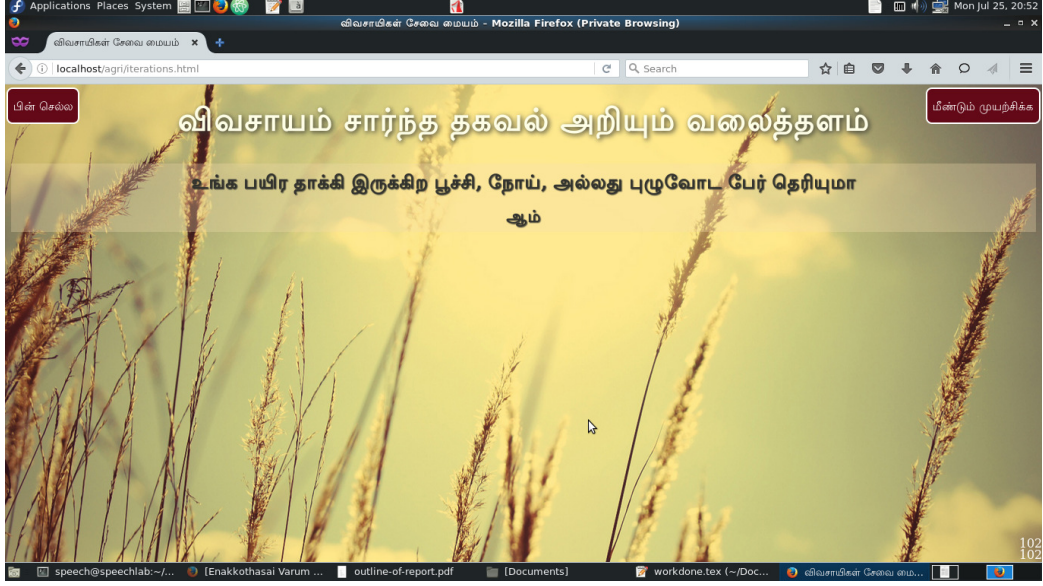 Applications Places System Mon Jul 25, 20:52
விவசாயிகள் சேவை மையம் - Mozilla Firefox (Private Browsing)
விவசாயிகள் சேவை மையம்
localhost/agri/iterations.html Search
பின் செல்ல மீண்டும் முயற்சிக்க
விவசாயம் சார்ந்த தகவல் அறியும் வலைத்தளம்
உங்க பயிர தாக்கி இருக்கிற பூச்சி, நோய், அல்லது புழுவோட பேர் தெரியுமா
ஆம்
102
102
speech@speechlab:~/... [Enakkothasai Varum ... outline-of-report.pdf [Documents] workdone.tex (~/Doc... விவசாயிகள் சேவை மை...